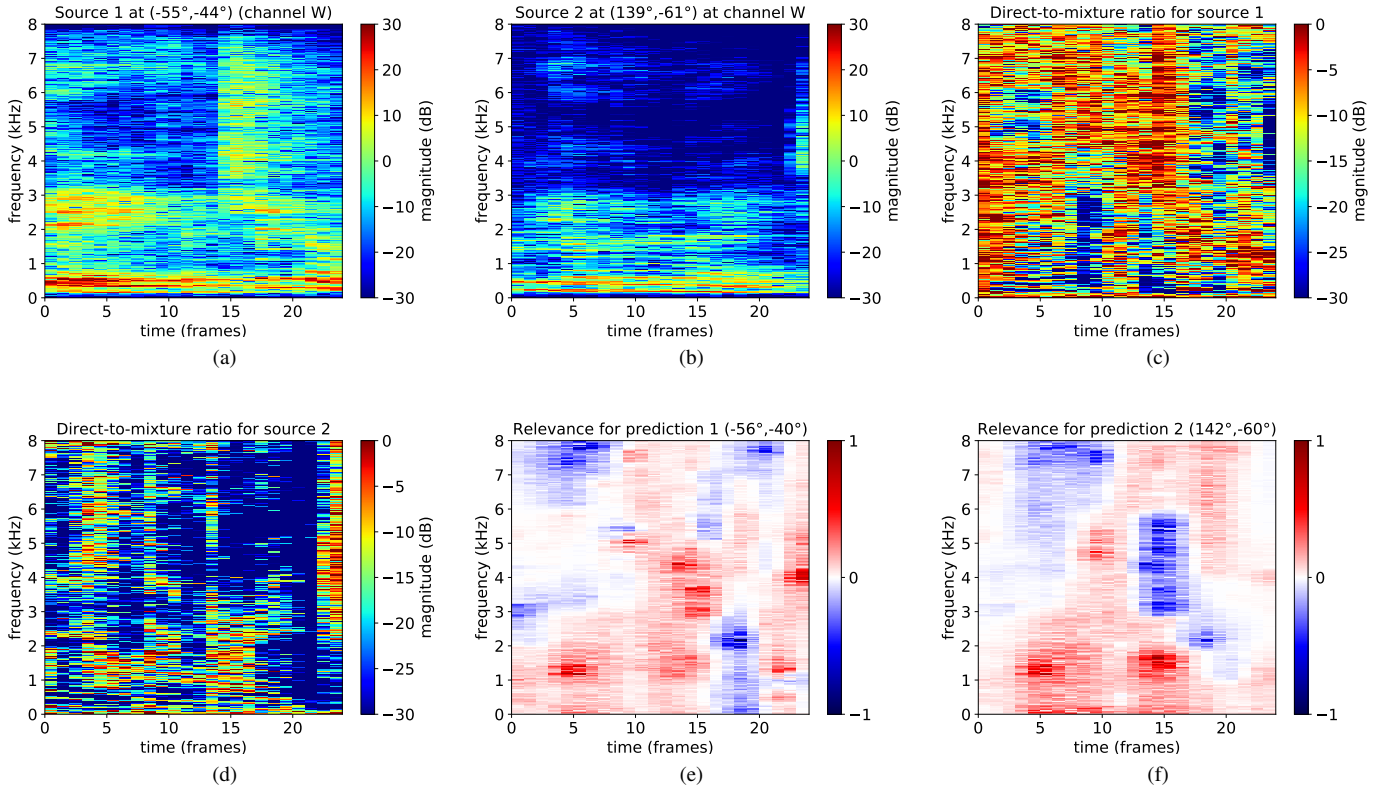 Source 1 at (-55°,-44°) (channel W)
frequency (kHz)
8
7
6
5
4
3
2
1
0
0 5 10 15 20
time (frames)
30
20
10
0
−10
−20
−30
magnitude (dB)
(a)
Source 2 at (139°,-61°) at channel W
frequency (kHz)
8
7
6
5
4
3
2
1
0
0 5 10 15 20
time (frames)
30
20
10
0
−10
−20
−30
magnitude (dB)
(b)
Direct-to-mixture ratio for source 1
frequency (kHz)
8
7
6
5
4
3
2
1
0
0 5 10 15 20
time (frames)
0
−5
−10
−15
−20
−25
−30
magnitude (dB)
(c)
Direct-to-mixture ratio for source 2
frequency (kHz)
8
7
6
5
4
3
2
1
0
0 5 10 15 20
time (frames)
0
−5
−10
−15
−20
−25
−30
magnitude (dB)
(d)
Relevance for prediction 1 (-56°,-40°)
frequency (kHz)
8
7
6
5
4
3
2
1
0
0 5 10 15 20
time (frames)
1
0
−1
(e)
Relevance for prediction 2 (142°,-60°)
frequency (kHz)
8
7
6
5
4
3
2
1
0
0 5 10 15 20
time (frames)
1
0
−1
(f)